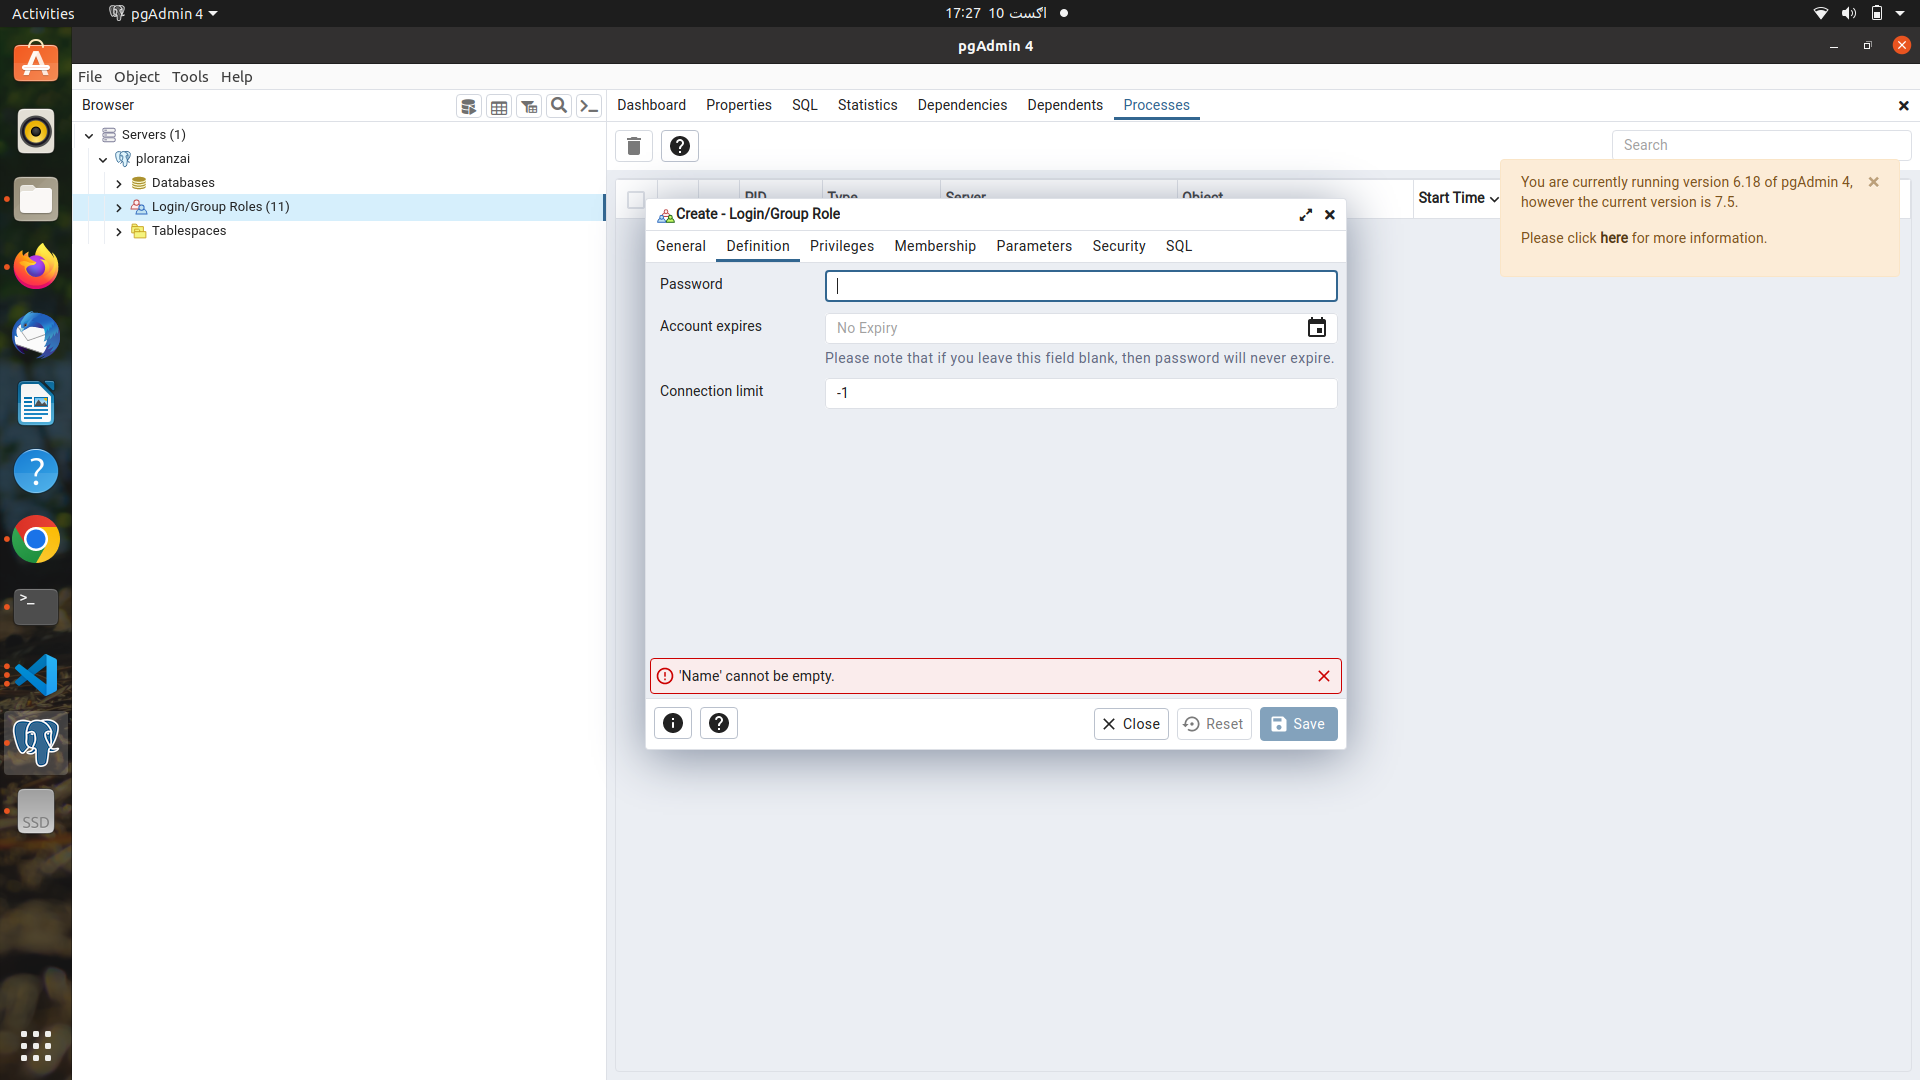 Activities
pgAdmin 4
17:27 10 اگست
pgAdmin 4
File Object Tools Help
Browser
Dashboard Properties SQL Statistics Dependencies Dependents Processes
Servers (1)
ploranzai
Databases
Login/Group Roles (11)
Tablespaces
Search
PID Type Server Object Start Time
You are currently running version 6.18 of pgAdmin 4,
however the current version is 7.5.
Please click here for more information.
Create - Login/Group Role
General Definition Privileges Membership Parameters Security SQL
Password
Account expires
No Expiry
Please note that if you leave this field blank, then password will never expire.
Connection limit
-1
'Name' cannot be empty.
Close
Reset
Save
SSD